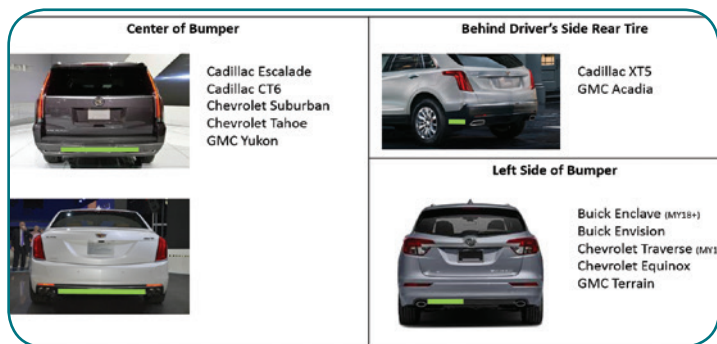 Center of Bumper
Cadillac Escalade
Cadillac CT6
Chevrolet Suburban
Chevrolet Tahoe
GMC Yukon
Behind Driver's Side Rear Tire
Cadillac XT5
GMC Acadia
Left Side of Bumper
Buick Enclave (MY18+)
Buick Envision
Chevrolet Traverse (MY1
Chevrolet Equinox
GMC Terrain